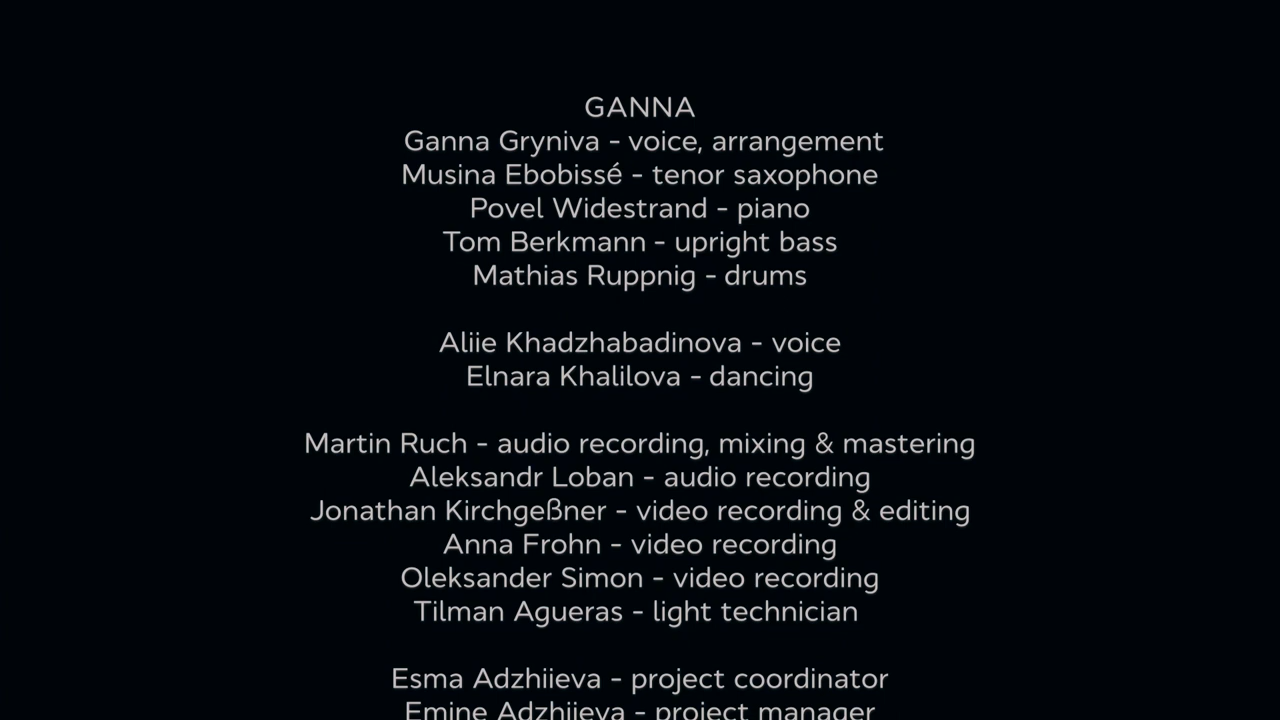 GANNA
Ganna Gryniva - voice, arrangement
Musina Ebobissé - tenor saxophone
Povel Widestrand - piano
Tom Berkmann - upright bass
Mathias Ruppnig - drums
Aliie Khadzhabadinova - voice
Elnara Khalilova - dancing
Martin Ruch - audio recording, mixing & mastering
Aleksandr Loban - audio recording
Jonathan Kirchgeßner - video recording & editing
Anna Frohn - video recording
Oleksander Simon - video recording
Tilman Agueras - light technician
Esma Adzhiieva - project coordinator
Emine Adzhiieva - project manager